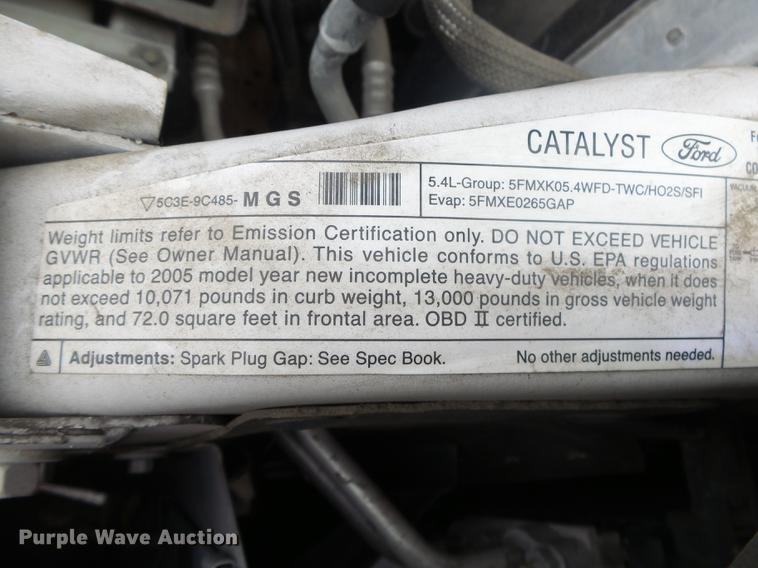 CATALYST Ford
5C3E-9C485- MGS
5.4L-Group: 5FMXK05.4WFD-TWC/HO2S/SFI
Evap: 5FMXE0265GAP
Weight limits refer to Emission Certification only. DO NOT EXCEED VEHICLE
GVWR (See Owner Manual). This vehicle conforms to U.S. EPA regulations
applicable to 2005 model year new incomplete heavy-duty vehicles, when it does
not exceed 10,071 pounds in curb weight, 13,000 pounds in gross vehicle weight
rating, and 72.0 square feet in frontal area. OBD II certified.
Adjustments: Spark Plug Gap: See Spec Book. No other adjustments needed.
Purple Wave Auction